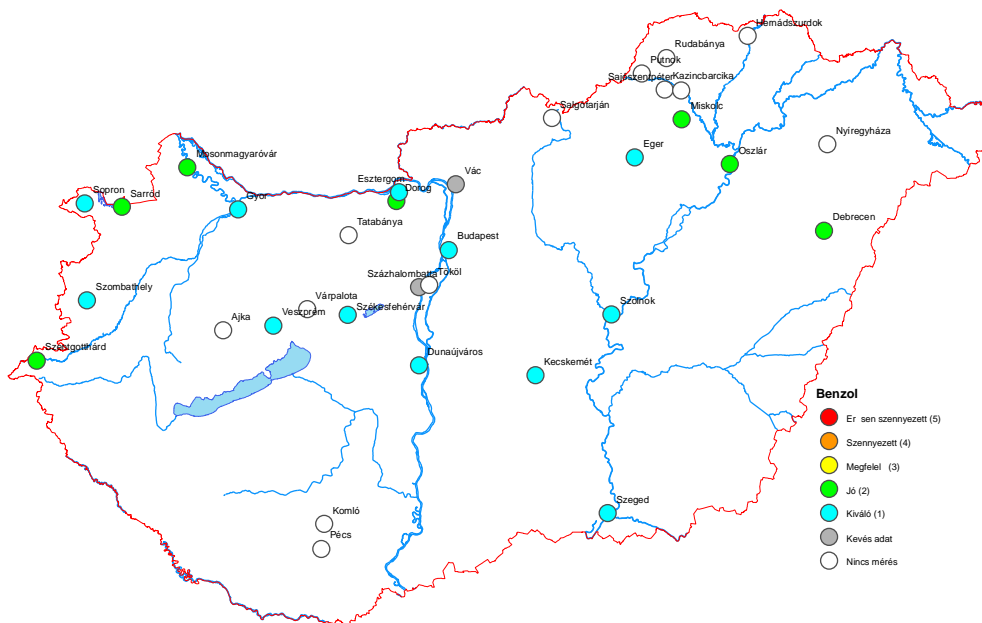 Hernádszurdok
Rudabánya
Putnok
Sajószentpéter
Kazincbarcika
Salgótarján
Miskolc
Nyíregyháza
Eger
Oszlár
Mosonmagyaróvár
Vác
Esztergom
Sopron
Sarród
Győr
Dorog
Tatabánya
Debrecen
Budapest
Százhalombatta
Tököl
Szombathely
Várpalota
Székesfehérvár
Szolnok
Ajka
Veszprém
Szentgotthárd
Dunaújváros
Kecskemét
Benzol
Er sen szennyezett (5)
Szennyezett (4)
Megfelel (3)
Jó (2)
Kiváló (1)
Kevés adat
Nincs mérés
Szeged
Komló
Pécs